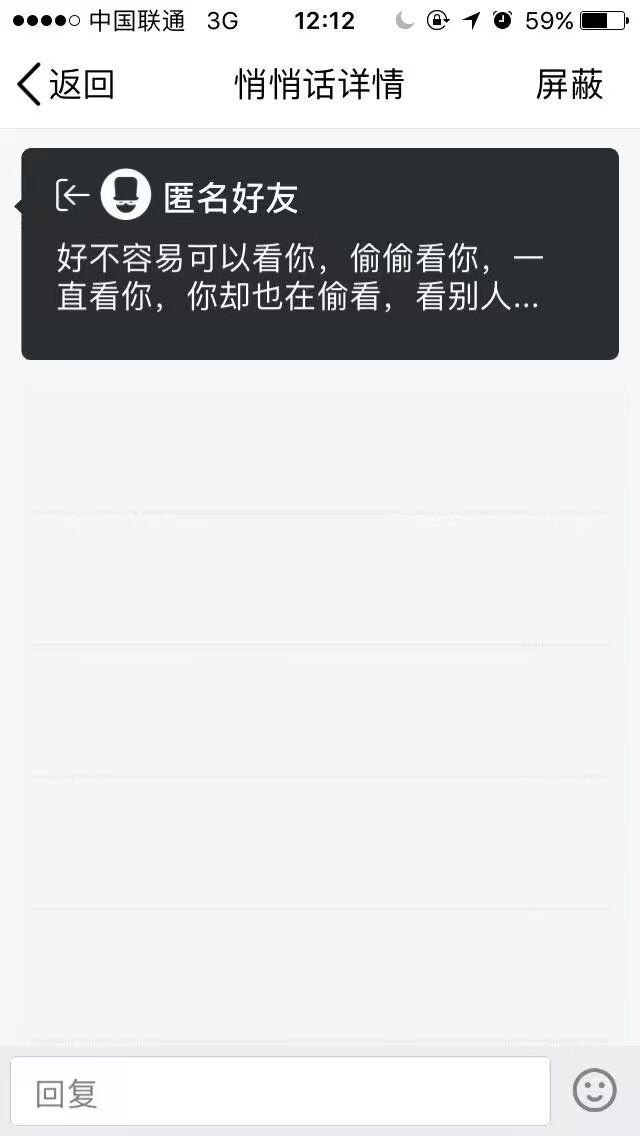 中国联通 3G 12:12 59%
返回 悄悄话详情 屏蔽
匿名好友
好不容易可以看你，偷偷看你，一
直看你，你却也在偷看，看别人...
回复